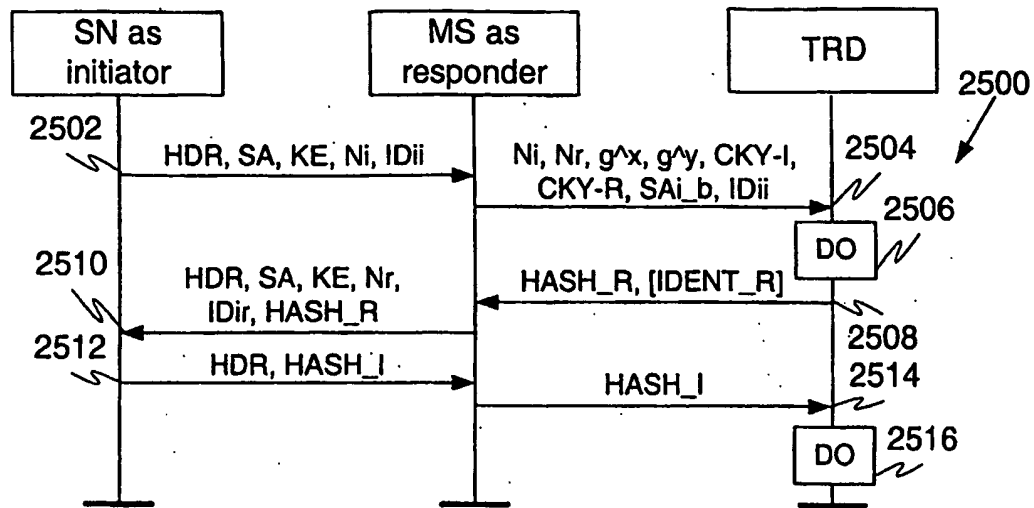 SN as
initiator
MS as
responder
TRD
2500
2502
HDR, SA, KE, Ni, IDii
Ni, Nr, g^x, g^y, CKY-I,
CKY-R, SAi_b, IDii
2504
DO
2506
2510
HDR, SA, KE, Nr,
IDir, HASH_R
HASH_R, [IDENT_R]
2508
2512
HDR, HASH_I
HASH_I
2514
DO
2516